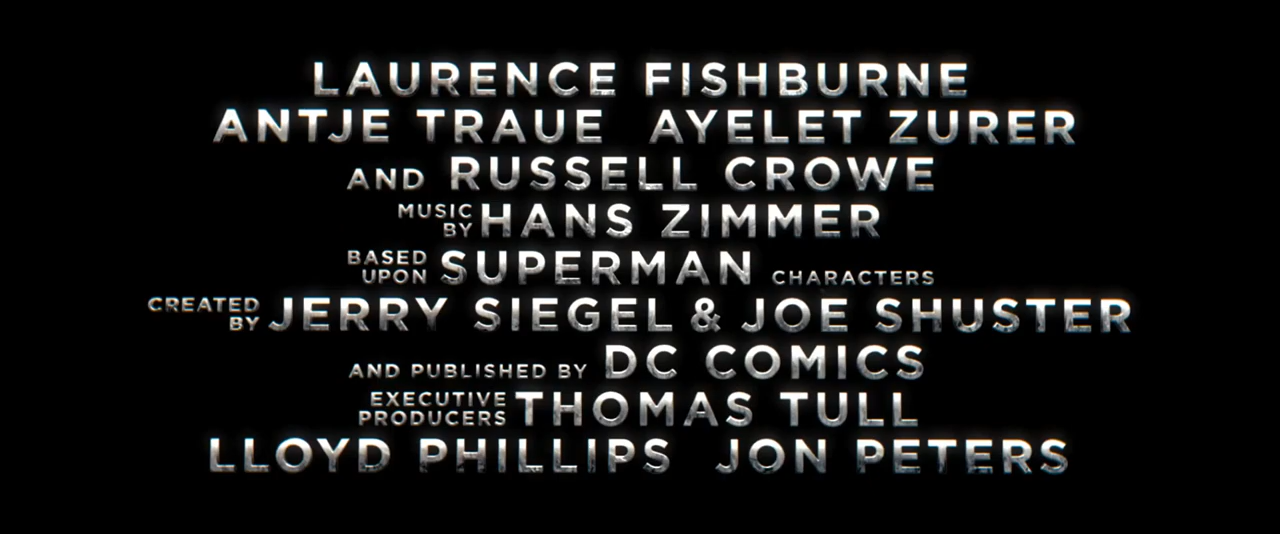 LAURENCE FISHBURNE
ANTJE TRAUE AYELET ZURER
AND RUSSELL CROWE
MUSIC BY HANS ZIMMER
BASED UPON SUPERMAN CHARACTERS
CREATED BY JERRY SIEGEL & JOE SHUSTER
AND PUBLISHED BY DC COMICS
EXECUTIVE PRODUCERS THOMAS TULL
LLOYD PHILLIPS JON PETERS